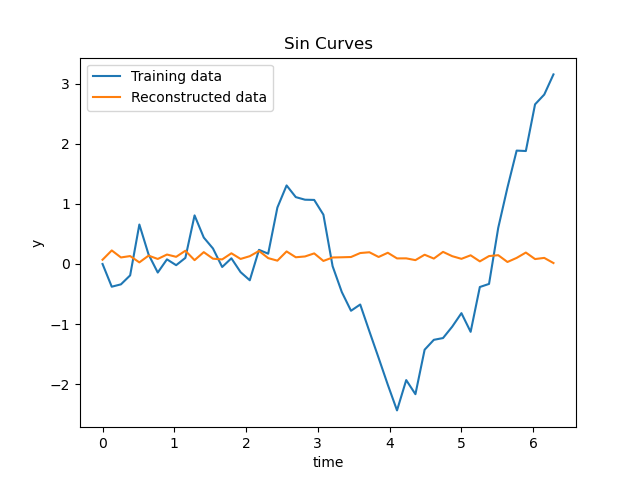 Sin Curves
Training data
Reconstructed data
3
2
1
0
−1
−2
y
0 1 2 3 4 5 6
time